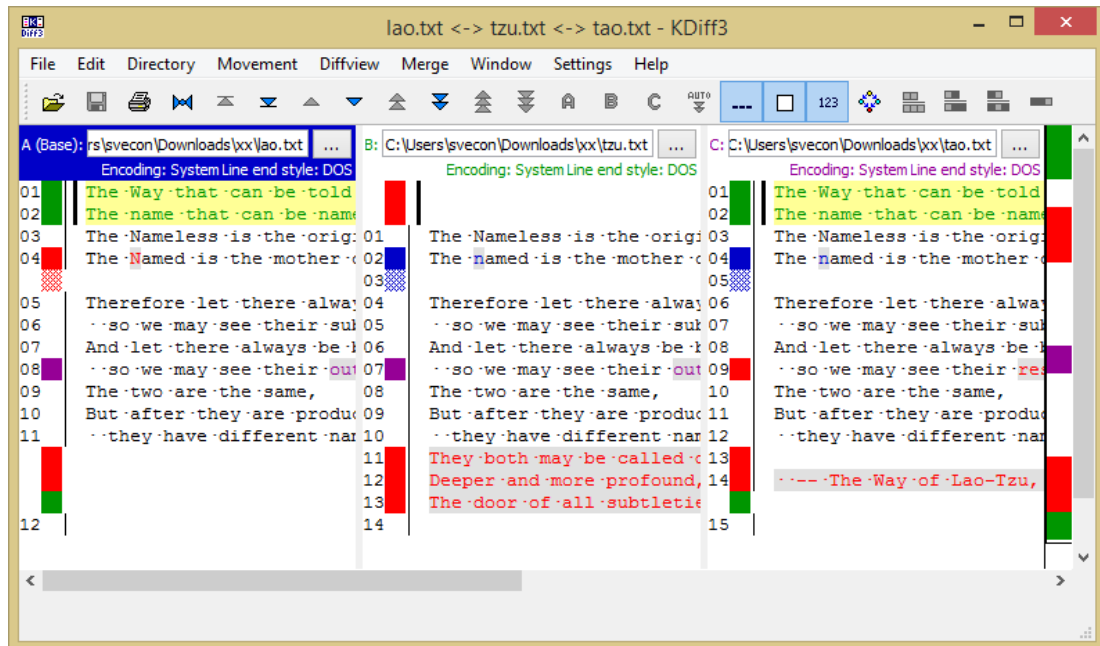 lao.txt <-> tzu.txt <-> tao.txt - KDiff3
File Edit Directory Movement Diffview Merge Window Settings Help
A B C AUTO 123
A (Base): rs\svecon\Downloads\xx\lao.txt ...
Encoding: System Line end style: DOS
01 The·Way·that·can·be·told
02 The·name·that·can·be·name
03 The·Nameless·is·the·orig
04 The·Named·is·the·mother·
05 Therefore·let·there·alway
06 ··so·we·may·see·their·sub
07 And·let·there·always·be·
08 ··so·we·may·see·their·out
09 The·two·are·the·same,
10 But·after·they·are·produc
11 ··they·have·different·nam
12
B: C:\Users\svecon\Downloads\xx\tzu.txt ...
Encoding: System Line end style: DOS
01 The·Nameless·is·the·origi
02 The·named·is·the·mother·
03
04 Therefore·let·there·alway
05 ··so·we·may·see·their·sub
06 And·let·there·always·be·
07 ··so·we·may·see·their·out
08 The·two·are·the·same,
09 But·after·they·are·produc
10 ··they·have·different·nam
11 They·both·may·be·called·
12 Deeper·and·more·profound,
13 The·door·of·all·subtletie
14
C: C:\Users\svecon\Downloads\xx\tao.txt ...
Encoding: System Line end style: DOS
01 The·Way·that·can·be·told
02 The·name·that·can·be·name
03 The·Nameless·is·the·orig
04 The·named·is·the·mother·
05
06 Therefore·let·there·alway
07 ··so·we·may·see·their·sub
08 And·let·there·always·be·
09 ··so·we·may·see·their·res
10 The·two·are·the·same,
11 But·after·they·are·produc
12 ··they·have·different·nam
13
14 ··--·The·Way·of·Lao-Tzu,
15